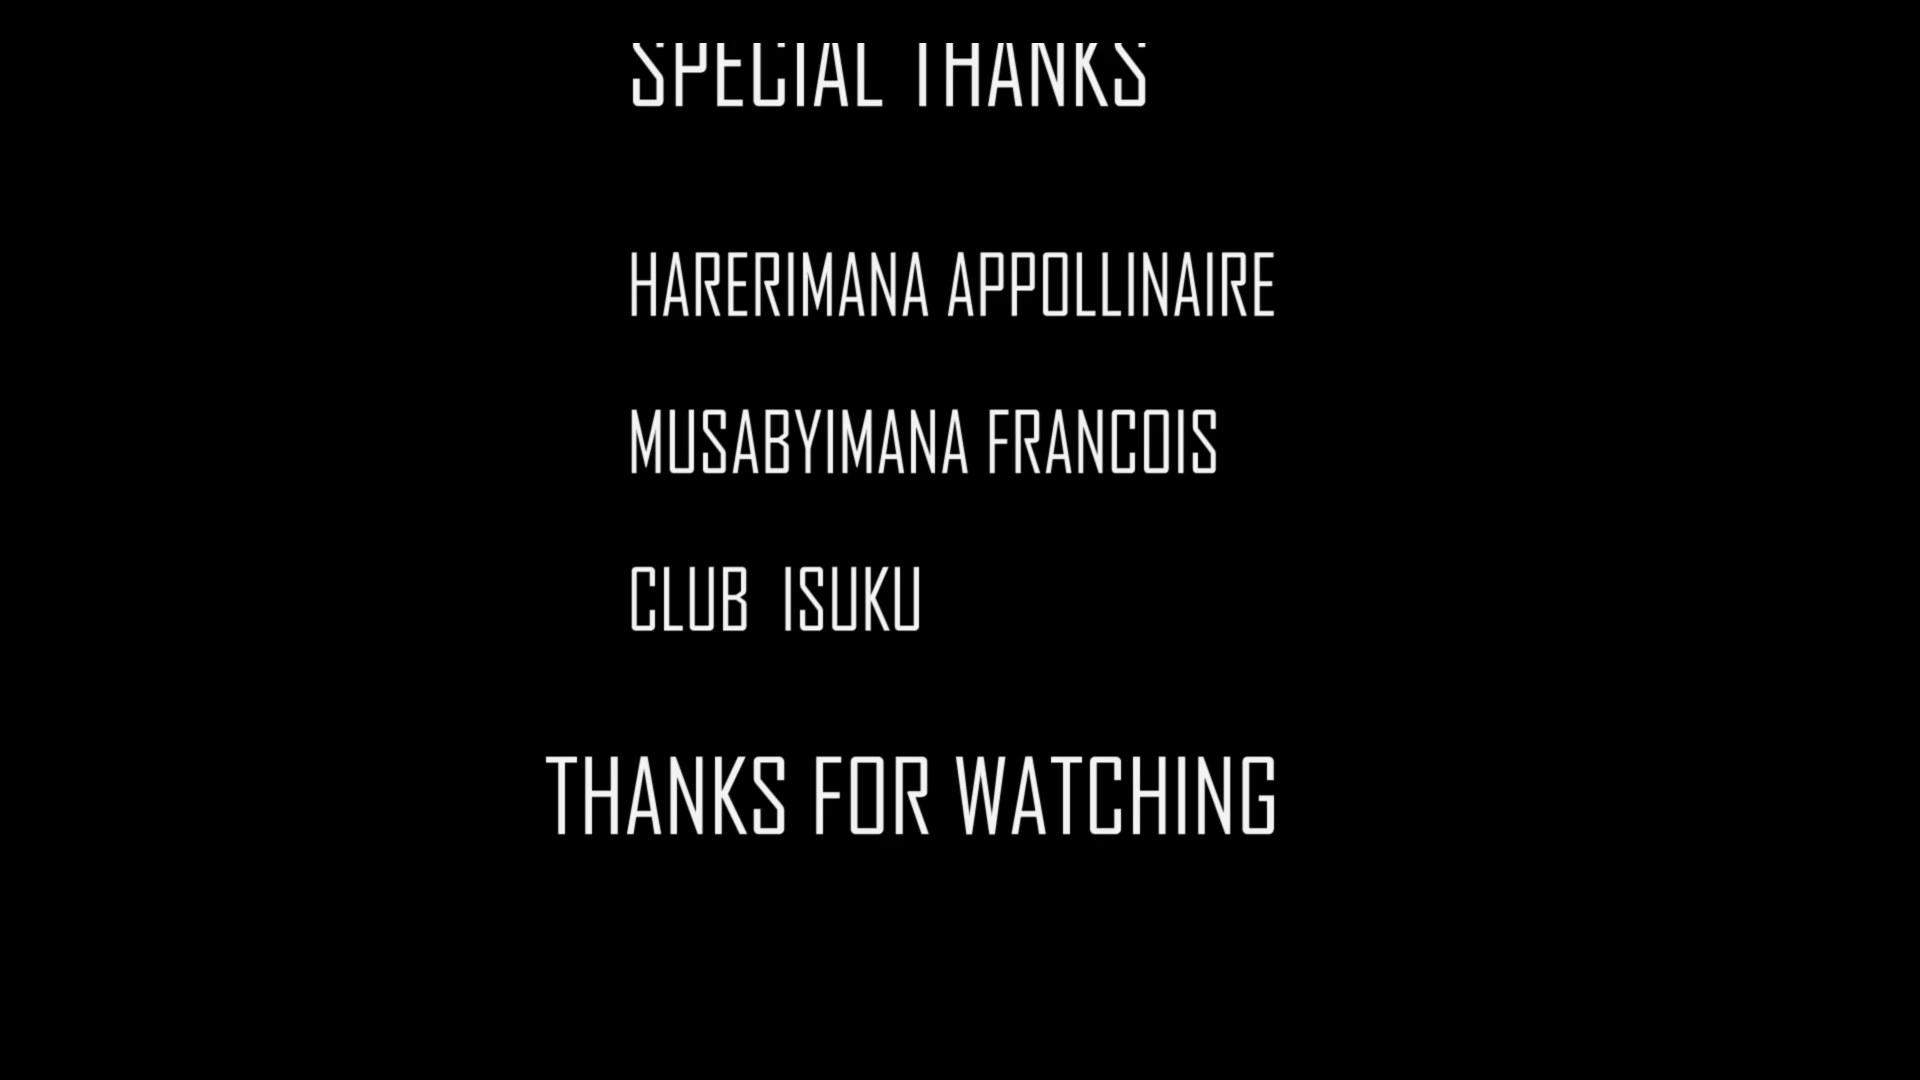 SPECIAL THANKS
HARERIMANA APPOLLINAIRE
MUSABYIMANA FRANCOIS
CLUB  ISUKU
THANKS FOR WATCHING